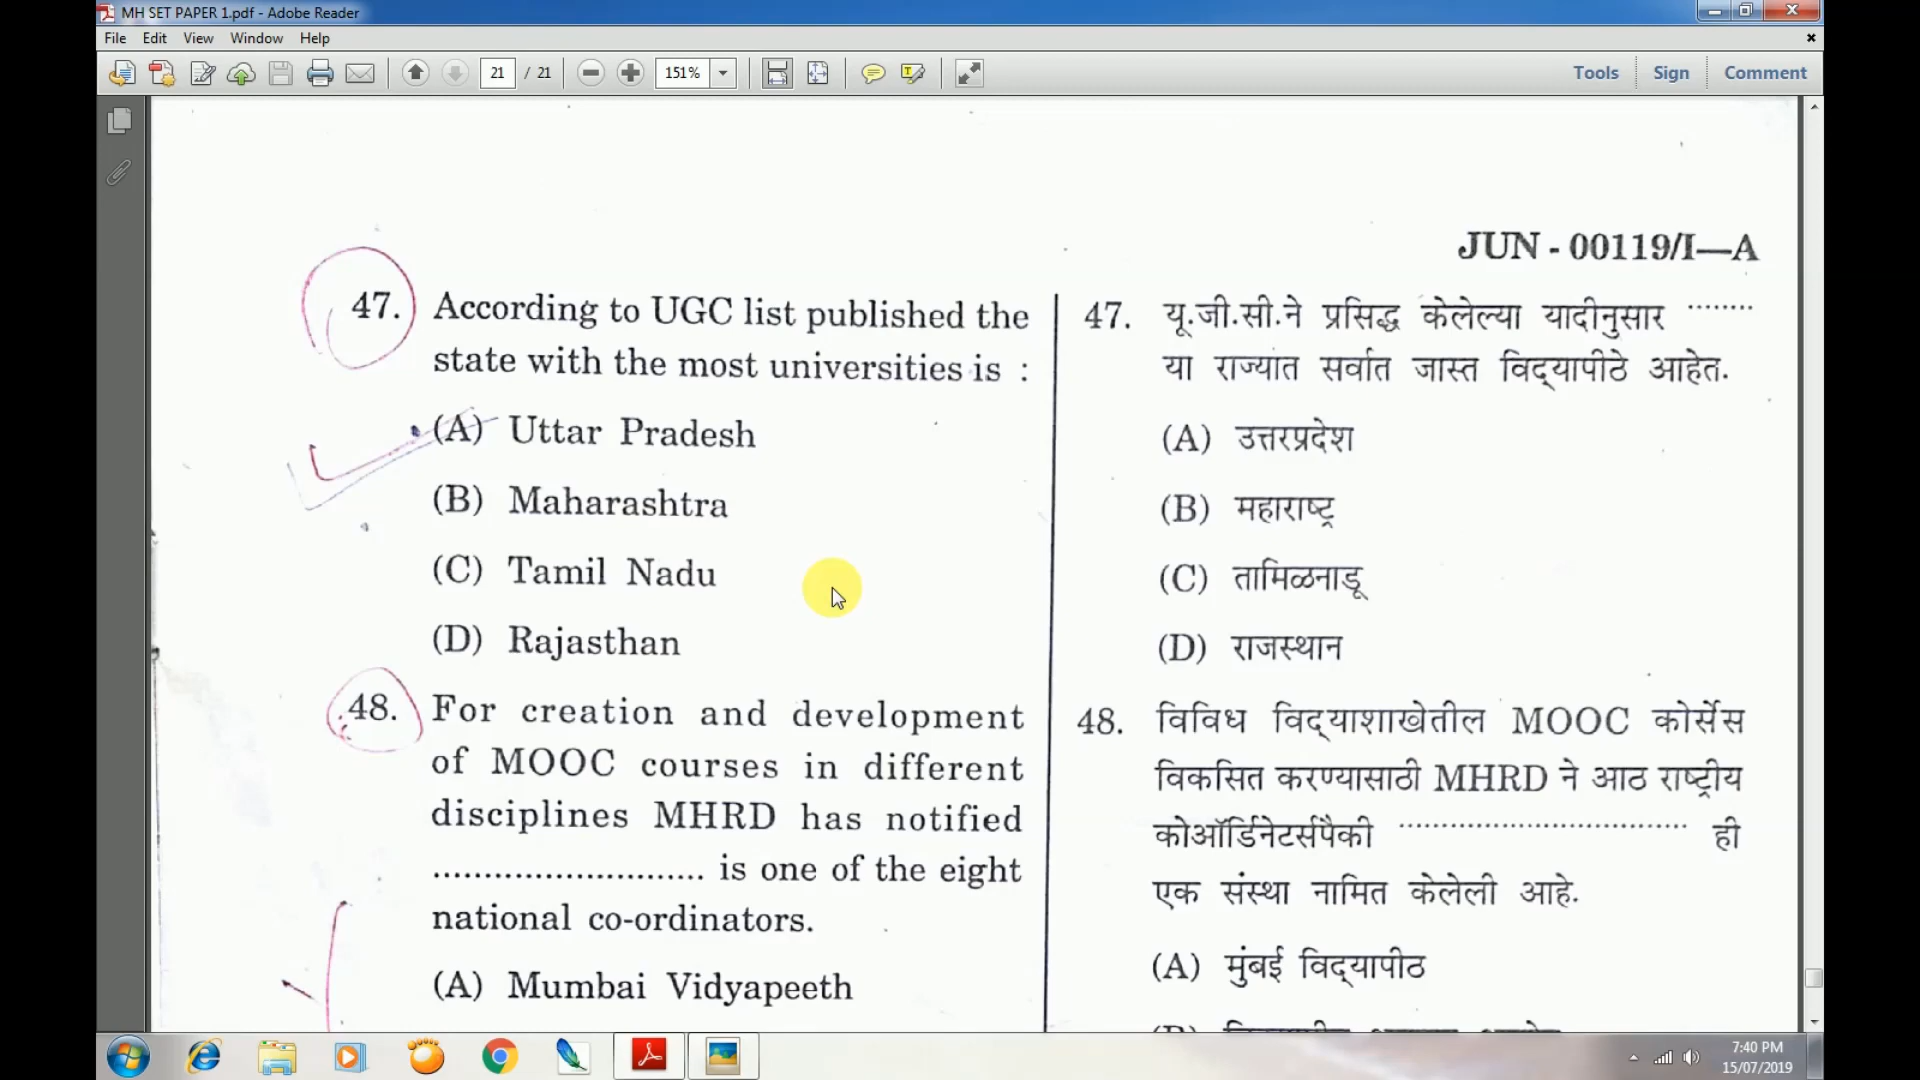 MH SET PAPER 1.pdf - Adobe Reader
File Edit View Window Help
21 / 21 151% Tools Sign Comment
JUN - 00119/I—A
47. According to UGC list published the
state with the most universities is :
(A) Uttar Pradesh
(B) Maharashtra
(C) Tamil Nadu
(D) Rajasthan
48. For creation and development
of MOOC courses in different
disciplines MHRD has notified
.......................... is one of the eight
national co-ordinators.
(A) Mumbai Vidyapeeth
47. यू.जी.सी.ने प्रसिद्ध केलेल्या यादीनुसार ........
या राज्यात सर्वात जास्त विद्यापीठे आहेत.
(A) उत्तरप्रदेश
(B) महाराष्ट्र
(C) तामिळनाडू
(D) राजस्थान
48. विविध विद्याशाखेतील MOOC कोर्सेस
विकसित करण्यासाठी MHRD ने आठ राष्ट्रीय
कोऑर्डिनेटर्सपैकी ................................ ही
एक संस्था नामित केलेली आहे.
(A) मुंबई विद्यापीठ
7:40 PM
15/07/2019